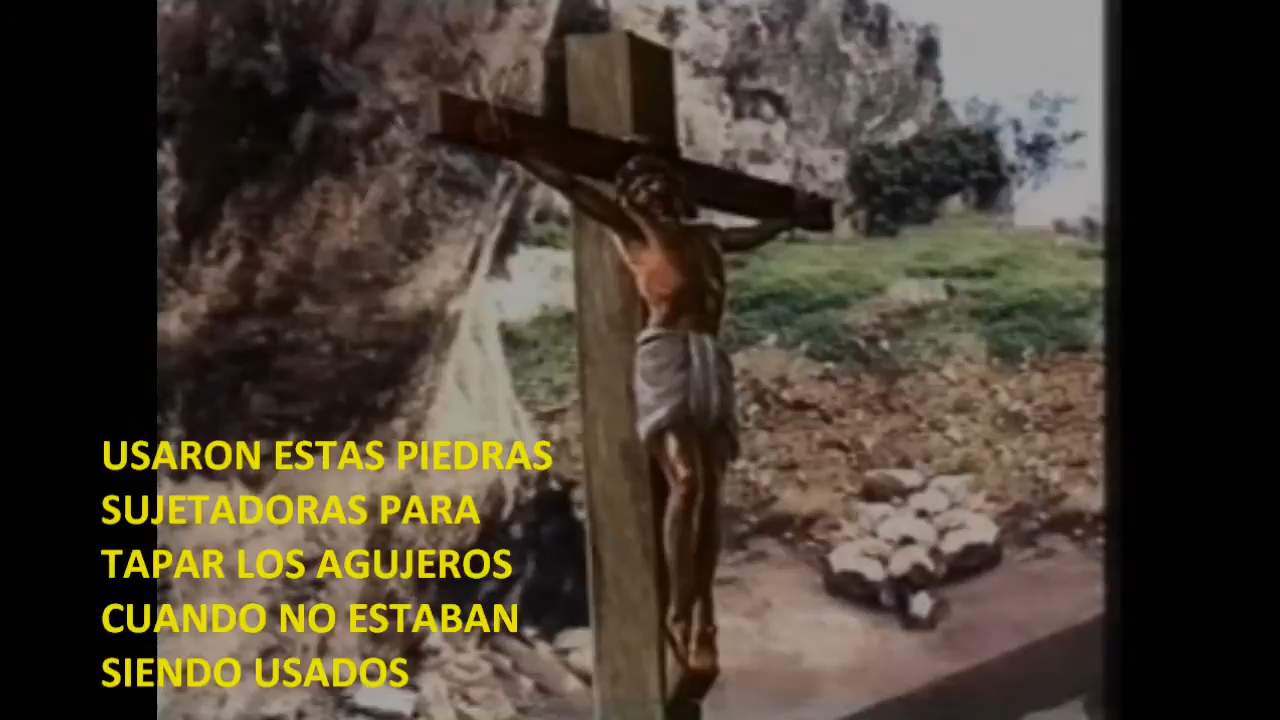 USARON ESTAS PIEDRAS
SUJETADORAS PARA
TAPAR LOS AGUJEROS
CUANDO NO ESTABAN
SIENDO USADOS